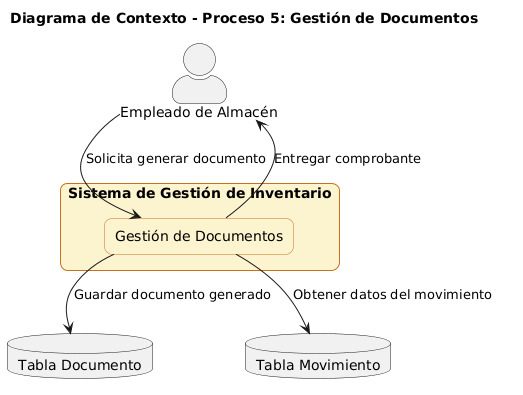 Diagrama de Contexto - Proceso 5: Gestión de Documentos
Empleado de Almacén
Solicita generar documento
Entregar comprobante
Sistema de Gestión de Inventario
Gestión de Documentos
Guardar documento generado
Obtener datos del movimiento
Tabla Documento
Tabla Movimiento